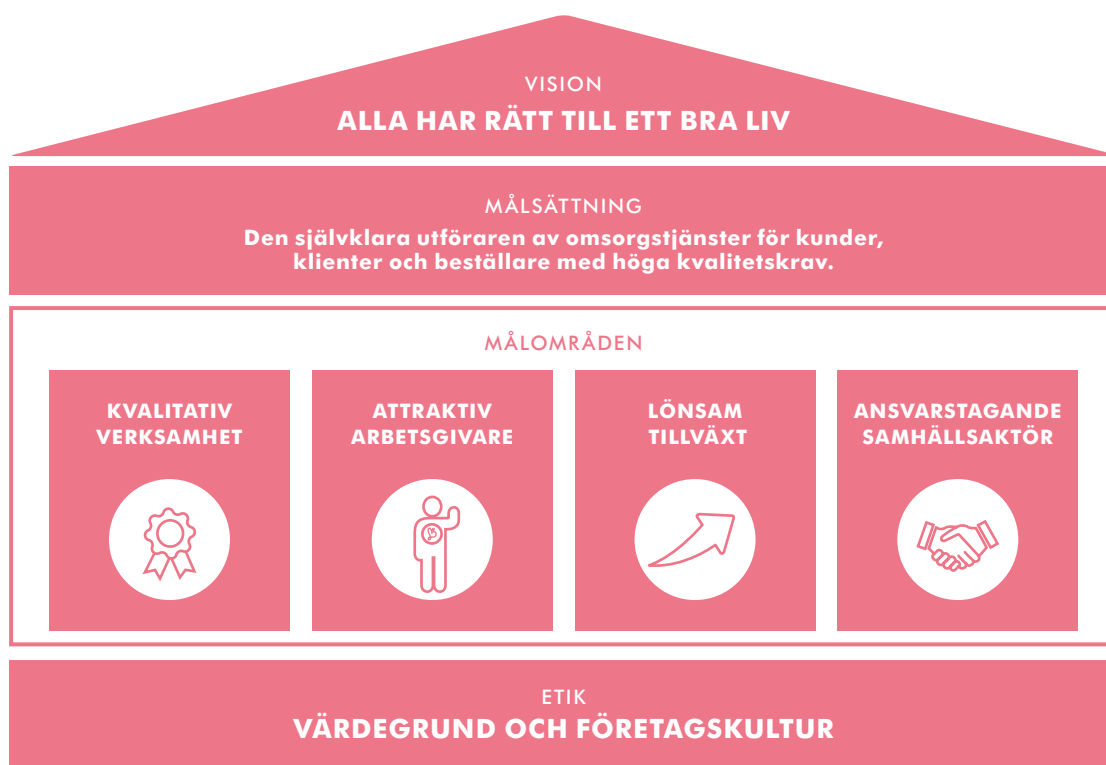 VISION
ALLA HAR RÄTT TILL ETT BRA LIV
MÅLSÄTTNING
Den självklara utföraren av omsorgstjänster för kunder,
klienter och beställare med höga kvalitetskrav.
MÅLOMRÅDEN
KVALITATIV
VERKSAMHET
ATTRAKTIV
ARBETSGIVARE
LÖNSAM
TILLVÄXT
ANSVARSTAGANDE
SAMHÄLLSAKTÖR
ETIK
VÄRDEGRUND OCH FÖRETAGSKULTUR